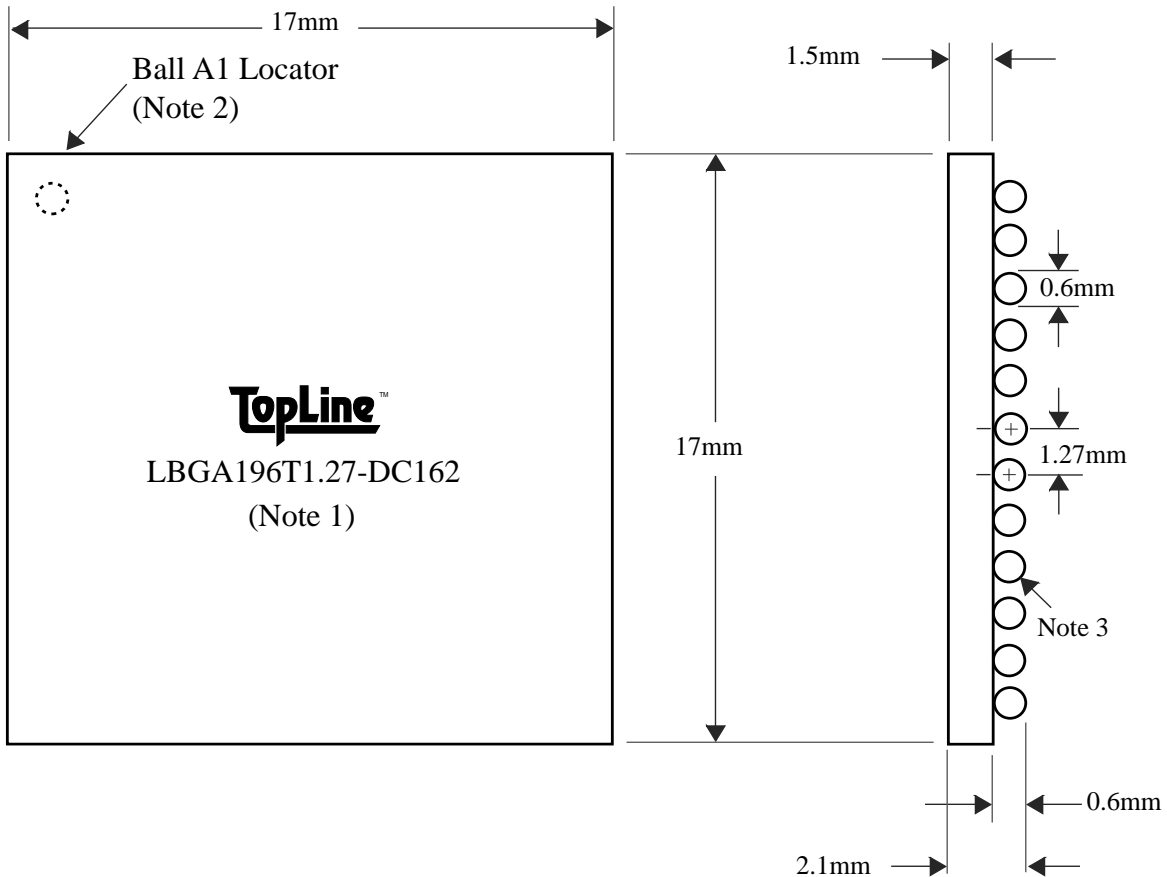 17mm
1.5mm
Ball A1 Locator
(Note 2)
0.6mm
TopLine™
LBGA196T1.27-DC162
(Note 1)
17mm
1.27mm
Note 3
0.6mm
2.1mm